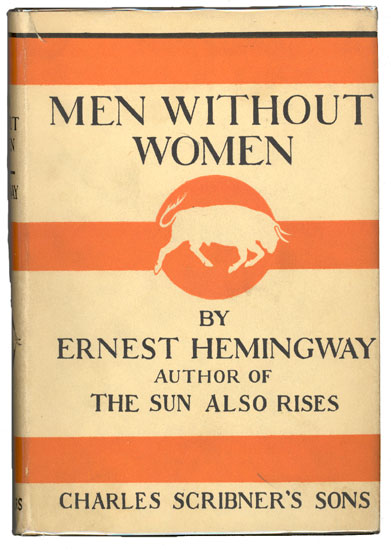 MEN WITHOUT
WOMEN
BY
ERNEST HEMINGWAY
AUTHOR OF
THE SUN ALSO RISES
CHARLES SCRIBNER'S SONS